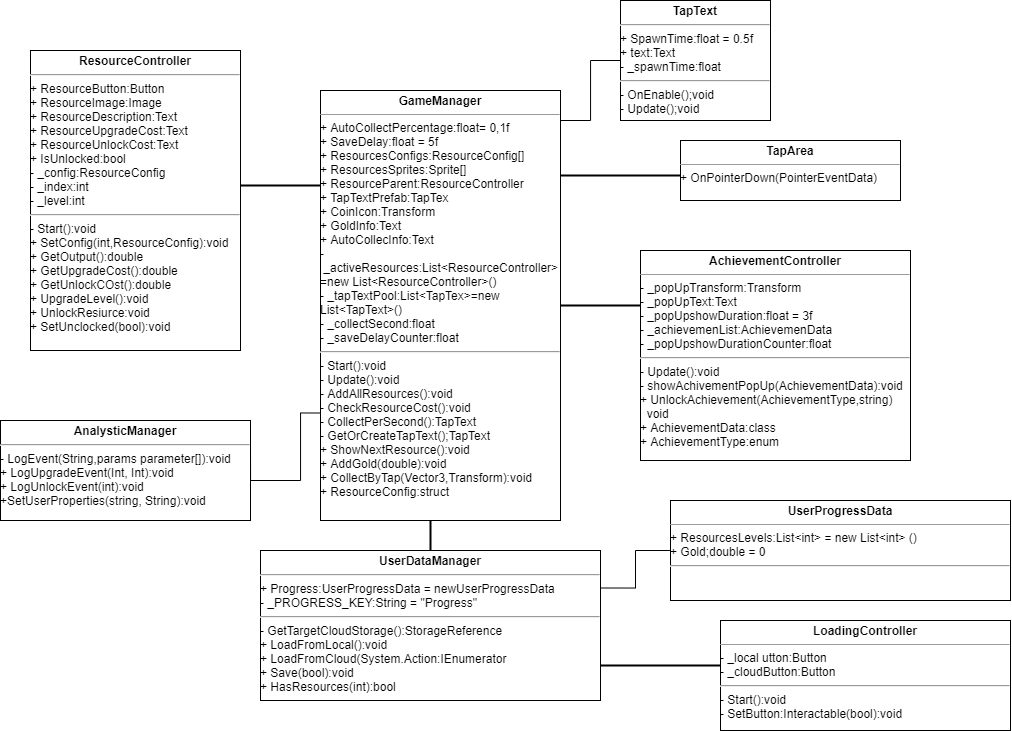 TapText
+ SpawnTime:float = 0.5f
+ text:Text
- _spawnTime:float
- OnEnable();void
- Update();void
ResourceController
+ ResourceButton:Button
+ ResourceImage:Image
+ ResourceDescription:Text
+ ResourceUpgradeCost:Text
+ ResourceUnlockCost:Text
+ IsUnlocked:bool
- _config:ResourceConfig
- _index:int
- _level:int
- Start():void
+ SetConfig(int,ResourceConfig):void
+ GetOutput():double
+ GetUpgradeCost():double
+ GetUnlockCOst():double
+ UpgradeLevel():void
+ UnlockResiurce:void
+ SetUnclocked(bool):void
GameManager
+ AutoCollectPercentage:float= 0,1f
+ SaveDelay:float = 5f
+ ResourcesConfigs:ResourceConfig[]
+ ResourcesSprites:Sprite[]
+ ResourceParent:ResourceController
+ TapTextPrefab:TapTex
+ CoinIcon:Transform
+ GoldInfo:Text
+ AutoCollecInfo:Text
-
_activeResources:List<ResourceController>
=new List<ResourceController>()
- _tapTextPool:List<TapTex>=new
List<TapText>()
- _collectSecond:float
- _saveDelayCounter:float
- Start():void
- Update():void
- AddAllResources():void
- CheckResourceCost():void
- CollectPerSecond():TapText
- GetOrCreateTapText();TapText
+ ShowNextResource():void
+ AddGold(double):void
+ CollectByTap(Vector3,Transform):void
+ ResourceConfig:struct
TapArea
+ OnPointerDown(PointerEventData)
AchievementController
- _popUpTransform:Transform
- _popUpText:Text
- _popUpshowDuration:float = 3f
- _achievemenList:AchievemenData
- _popUpshowDurationCounter:float
- Update():void
- showAchivementPopUp(AchievementData):void
+ UnlockAchievement(AchievementType,string)
void
+ AchievementData:class
+ AchievementType:enum
AnalysticManager
- LogEvent(String,params parameter[]):void
+ LogUpgradeEvent(Int, Int):void
+ LogUnlockEvent(int):void
+SetUserProperties(string, String):void
UserProgressData
+ ResourcesLevels:List<int> = new List<int> ()
+ Gold;double = 0
UserDataManager
+ Progress:UserProgressData = newUserProgressData
- _PROGRESS_KEY:String = "Progress"
- GetTargetCloudStorage():StorageReference
+ LoadFromLocal():void
+ LoadFromCloud(System.Action:IEnumerator
+ Save(bool):void
+ HasResources(int):bool
LoadingController
- _local utton:Button
- _cloudButton:Button
- Start():void
- SetButton:Interactable(bool):void